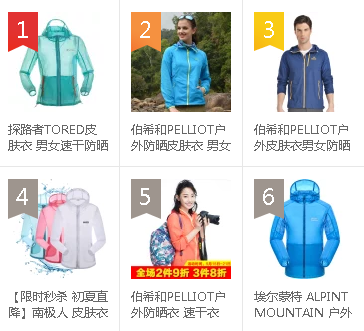 1
2
3
探路者TORED皮
肤衣 男女速干防晒
伯希和PELLIOT户
外防晒皮肤衣 男女
伯希和PELLIOT户
外皮肤衣男女防晒
4
5
6
全场2件9折 3件8折
【限时秒杀 初夏直
降】南极人 皮肤衣
伯希和PELLIOT户
外防晒衣 速干衣
埃尔蒙特 ALPINT
MOUNTAIN 户外